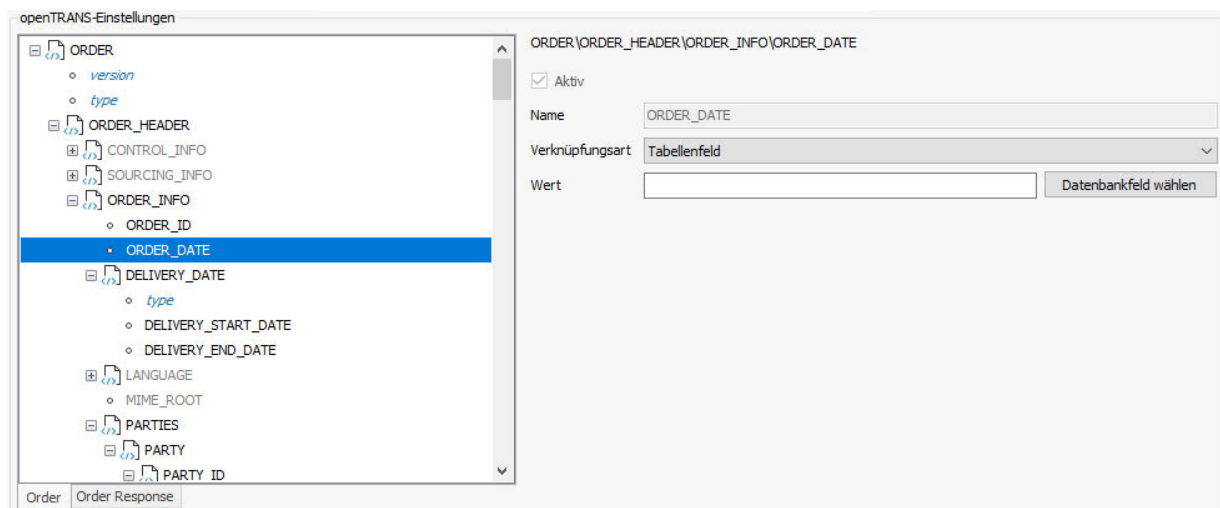 openTRANS-Einstellungen
ORDER
version
type
ORDER_HEADER
CONTROL_INFO
SOURCING_INFO
ORDER_INFO
ORDER_ID
ORDER_DATE
DELIVERY_DATE
type
DELIVERY_START_DATE
DELIVERY_END_DATE
LANGUAGE
MIME_ROOT
PARTIES
PARTY
PARTY_ID
Order Order Response
ORDER\ORDER_HEADER\ORDER_INFO\ORDER_DATE
Aktiv
Name ORDER_DATE
Verknüpfungsart Tabellenfeld
Wert Datenbankfeld wählen